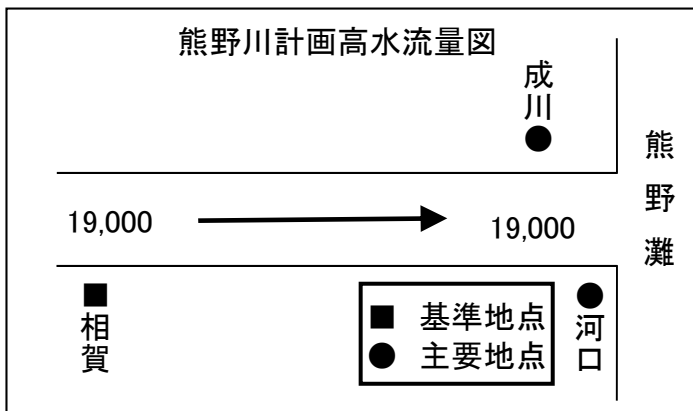 熊野川計画高水流量図
成川
熊野灘
19,000
19,000
相賀
■ 基準地点
● 主要地点
河口